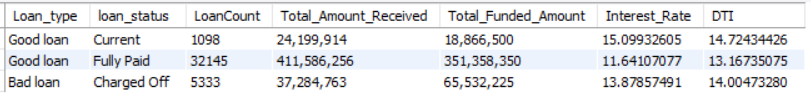 Loan_type loan_status LoanCount Total_Amount_Received Total_Funded_Amount Interest_Rate DTI
Good loan Current 1098 24,199,914 18,866,500 15.09932605 14.72434426
Good loan Fully Paid 32145 411,586,256 351,358,350 11.64107077 13.16735075
Bad loan Charged Off 5333 37,284,763 65,532,225 13.87857491 14.00473280